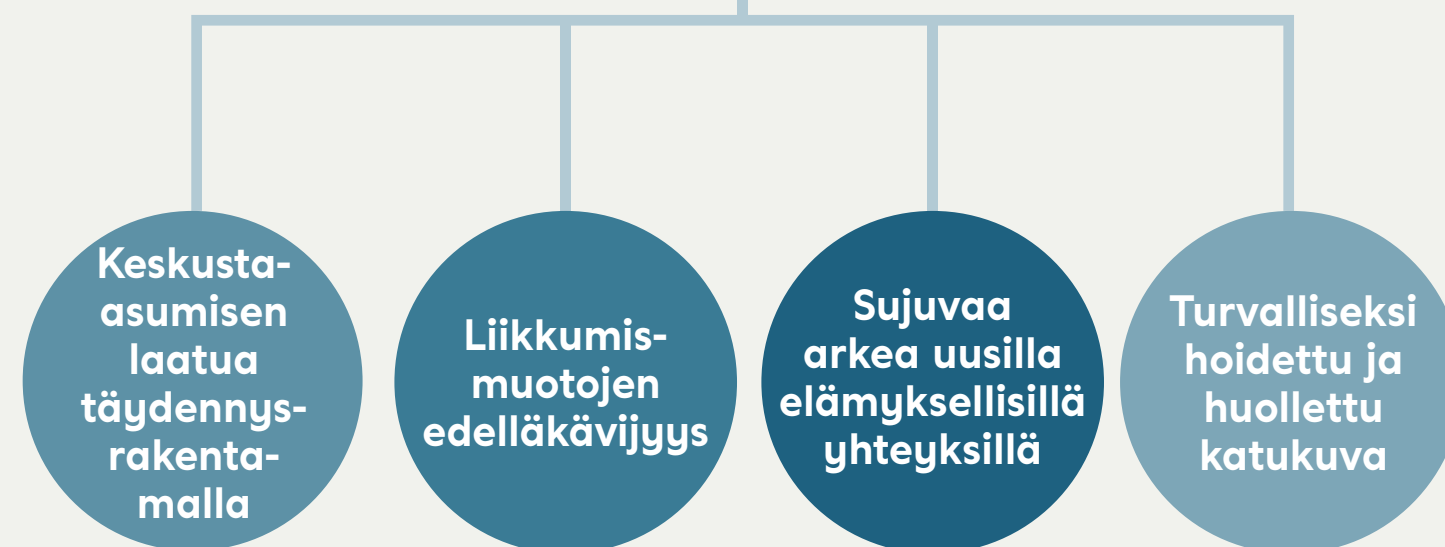 Keskusta-
asumisen
laatua
täydennys-
rakenta-
malla
Liikkumis-
muotojen
edelläkävijyys
Sujuvaa
arkea uusilla
elämyksellisillä
yhteyksillä
Turvalliseksi
hoidettu ja
huollettu
katukuva